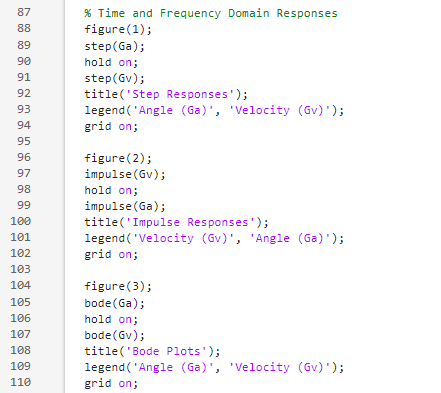 87 % Time and Frequency Domain Responses
88 figure(1);
89 step(Ga);
90 hold on;
91 step(Gv);
92 title('Step Responses');
93 legend('Angle (Ga)', 'Velocity (Gv)');
94 grid on;
95
96 figure(2);
97 impulse(Gv);
98 hold on;
99 impulse(Ga);
100 title('Impulse Responses');
101 legend('Velocity (Gv)', 'Angle (Ga)');
102 grid on;
103
104 figure(3);
105 bode(Ga);
106 hold on;
107 bode(Gv);
108 title('Bode Plots');
109 legend('Angle (Ga)', 'Velocity (Gv)');
110 grid on;